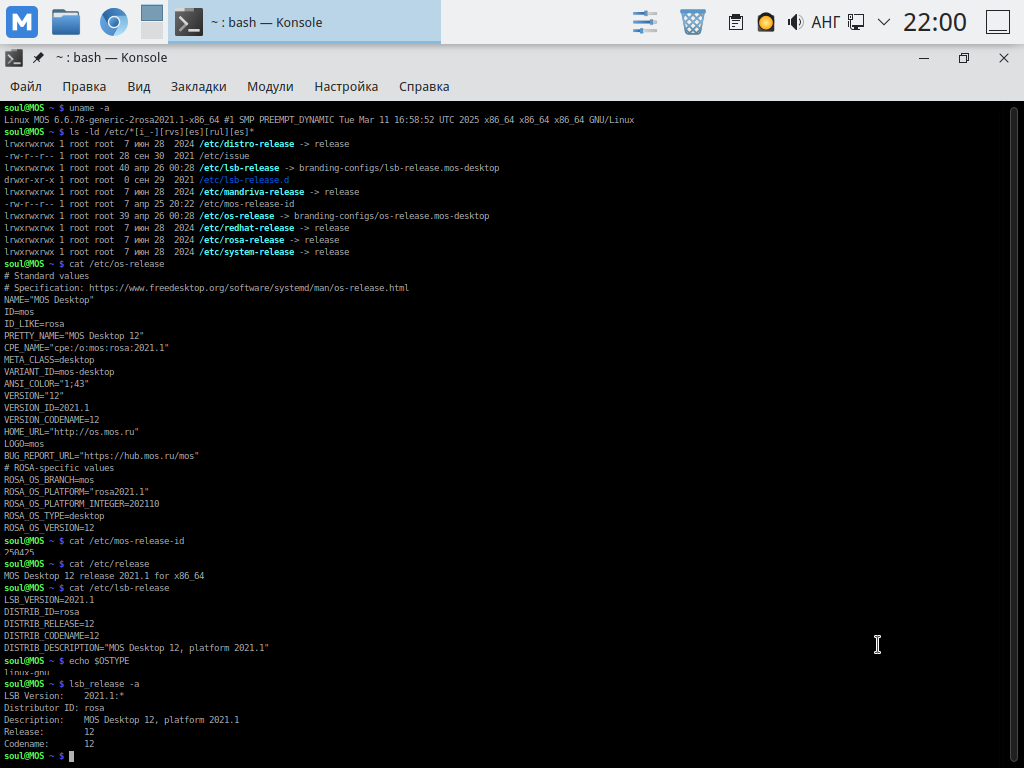 M
~ : bash — Konsole
АНГ
22:00
~ : bash — Konsole
Файл Правка Вид Закладки Модули Настройка Справка
soul@MOS ~ $ uname -a
Linux MOS 6.6.78-generic-2rosa2021.1-x86_64 #1 SMP PREEMPT_DYNAMIC Tue Mar 11 16:58:52 UTC 2025 x86_64 x86_64 x86_64 GNU/Linux
soul@MOS ~ $ ls -ld /etc/*[i_-][rvs][es][rul][es]*
lrwxrwxrwx 1 root root  7 июн 28  2024 /etc/distro-release -> release
-rw-r--r-- 1 root root 28 сен 30  2021 /etc/issue
lrwxrwxrwx 1 root root 40 апр 26 00:28 /etc/lsb-release -> branding-configs/lsb-release.mos-desktop
drwxr-xr-x 1 root root  0 сен 29  2021 /etc/lsb-release.d
lrwxrwxrwx 1 root root  7 июн 28  2024 /etc/mandriva-release -> release
-rw-r--r-- 1 root root  7 апр 25 20:22 /etc/mos-release-id
lrwxrwxrwx 1 root root 39 апр 26 00:28 /etc/os-release -> branding-configs/os-release.mos-desktop
lrwxrwxrwx 1 root root  7 июн 28  2024 /etc/redhat-release -> release
lrwxrwxrwx 1 root root  7 июн 28  2024 /etc/rosa-release -> release
lrwxrwxrwx 1 root root  7 июн 28  2024 /etc/system-release -> release
soul@MOS ~ $ cat /etc/os-release
# Standard values
# Specification: https://www.freedesktop.org/software/systemd/man/os-release.html
NAME="MOS Desktop"
ID=mos
ID_LIKE=rosa
PRETTY_NAME="MOS Desktop 12"
CPE_NAME="cpe:/o:mos:rosa:2021.1"
META_CLASS=desktop
VARIANT_ID=mos-desktop
ANSI_COLOR="1;43"
VERSION="12"
VERSION_ID=2021.1
VERSION_CODENAME=12
HOME_URL="http://os.mos.ru"
LOGO=mos
BUG_REPORT_URL="https://hub.mos.ru/mos"
# ROSA-specific values
ROSA_OS_BRANCH=mos
ROSA_OS_PLATFORM="rosa2021.1"
ROSA_OS_PLATFORM_INTEGER=202110
ROSA_OS_TYPE=desktop
ROSA_OS_VERSION=12
soul@MOS ~ $ cat /etc/mos-release-id
250425
soul@MOS ~ $ cat /etc/release
MOS Desktop 12 release 2021.1 for x86_64
soul@MOS ~ $ cat /etc/lsb-release
LSB_VERSION=2021.1
DISTRIB_ID=rosa
DISTRIB_RELEASE=12
DISTRIB_CODENAME=12
DISTRIB_DESCRIPTION="MOS Desktop 12, platform 2021.1"
soul@MOS ~ $ echo $OSTYPE
linux-gnu
soul@MOS ~ $ lsb_release -a
LSB Version:    2021.1:*
Distributor ID: rosa
Description:    MOS Desktop 12, platform 2021.1
Release:        12
Codename:       12
soul@MOS ~ $